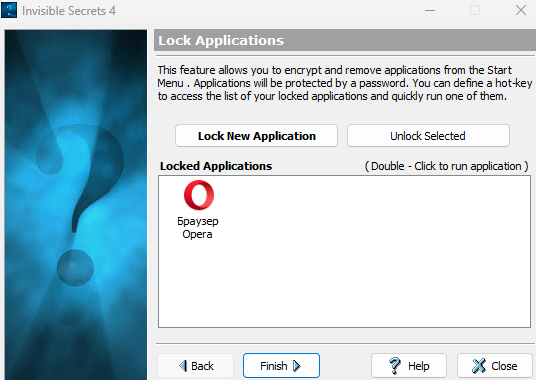 Invisible Secrets 4
Lock Applications
This feature allows you to encrypt and remove applications from the Start
Menu . Applications will be protected by a password. You can define a hot-key
to access the list of your locked applications and quickly run one of them.
Lock New Application
Unlock Selected
Locked Applications
( Double - Click to run application )
Браузер
Opera
Back
Finish
Help
Close